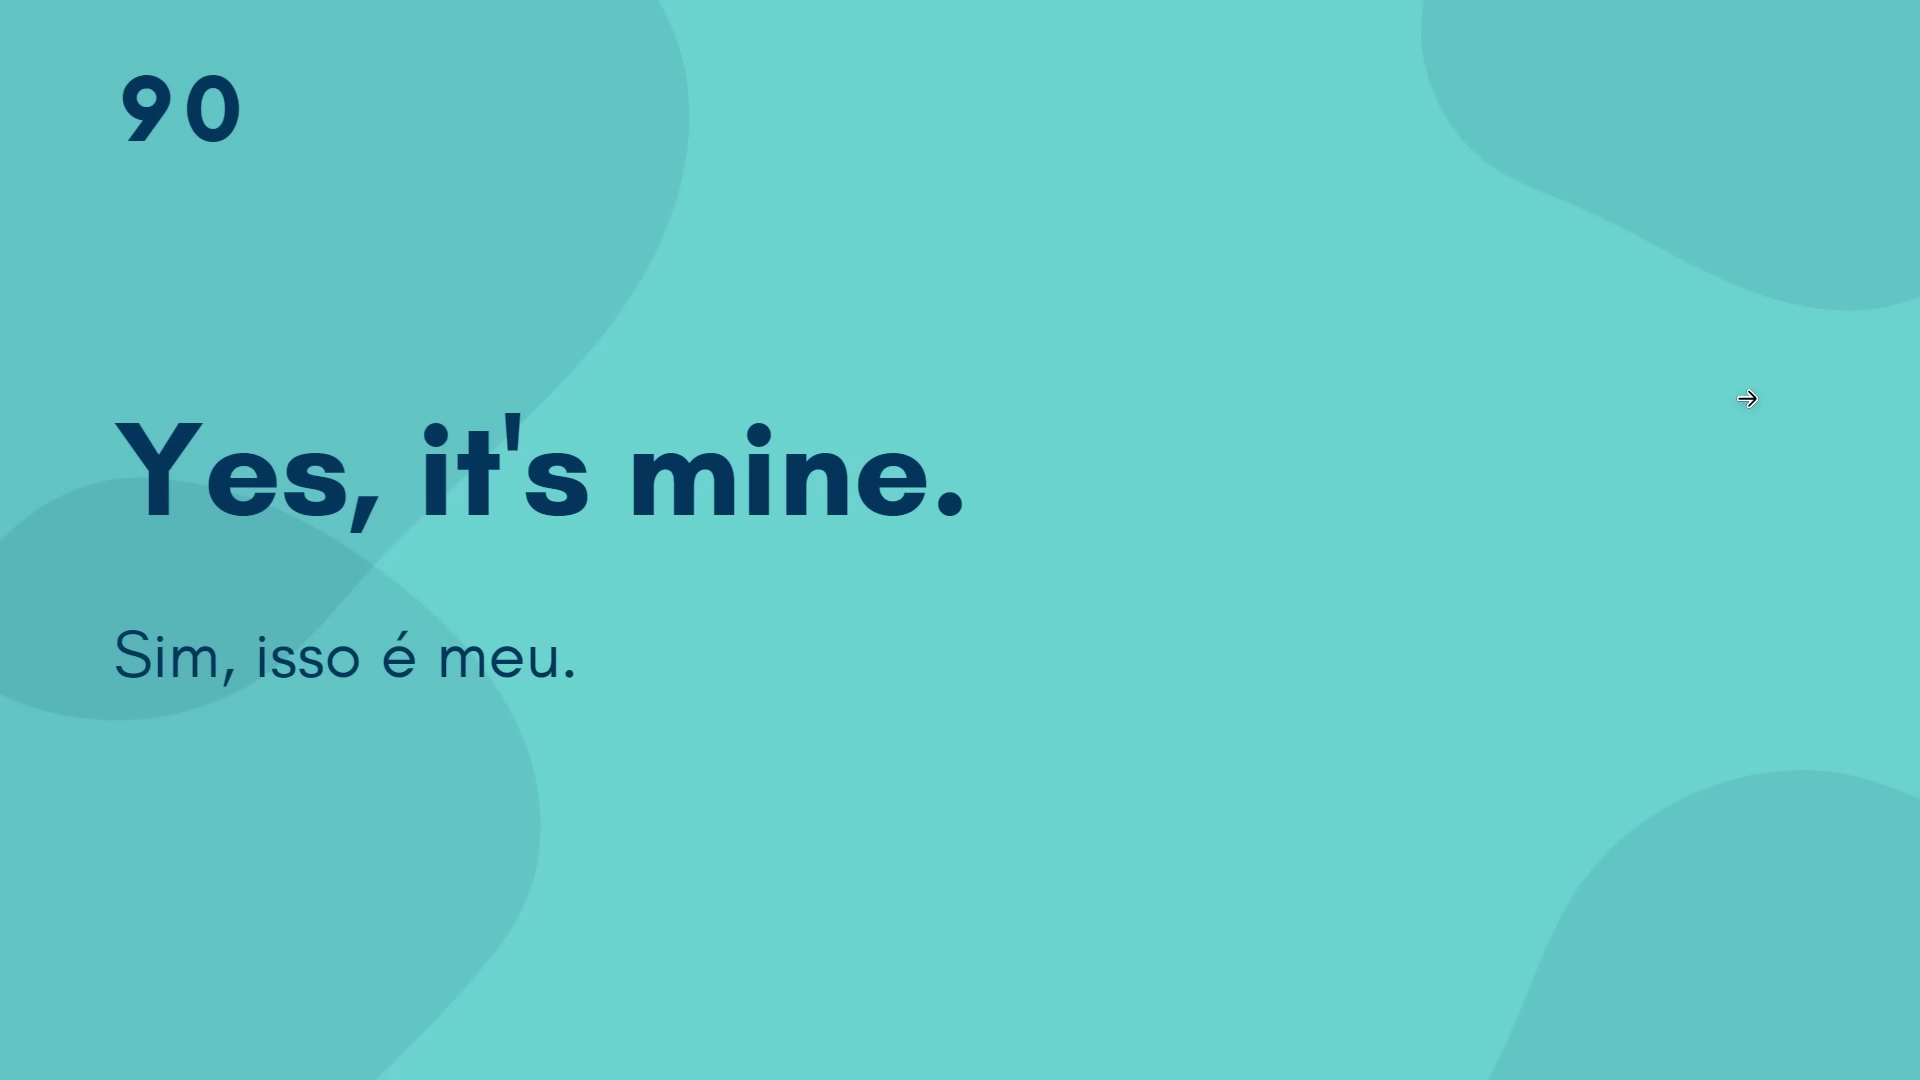 90
Yes, it's mine.
Sim, isso é meu.